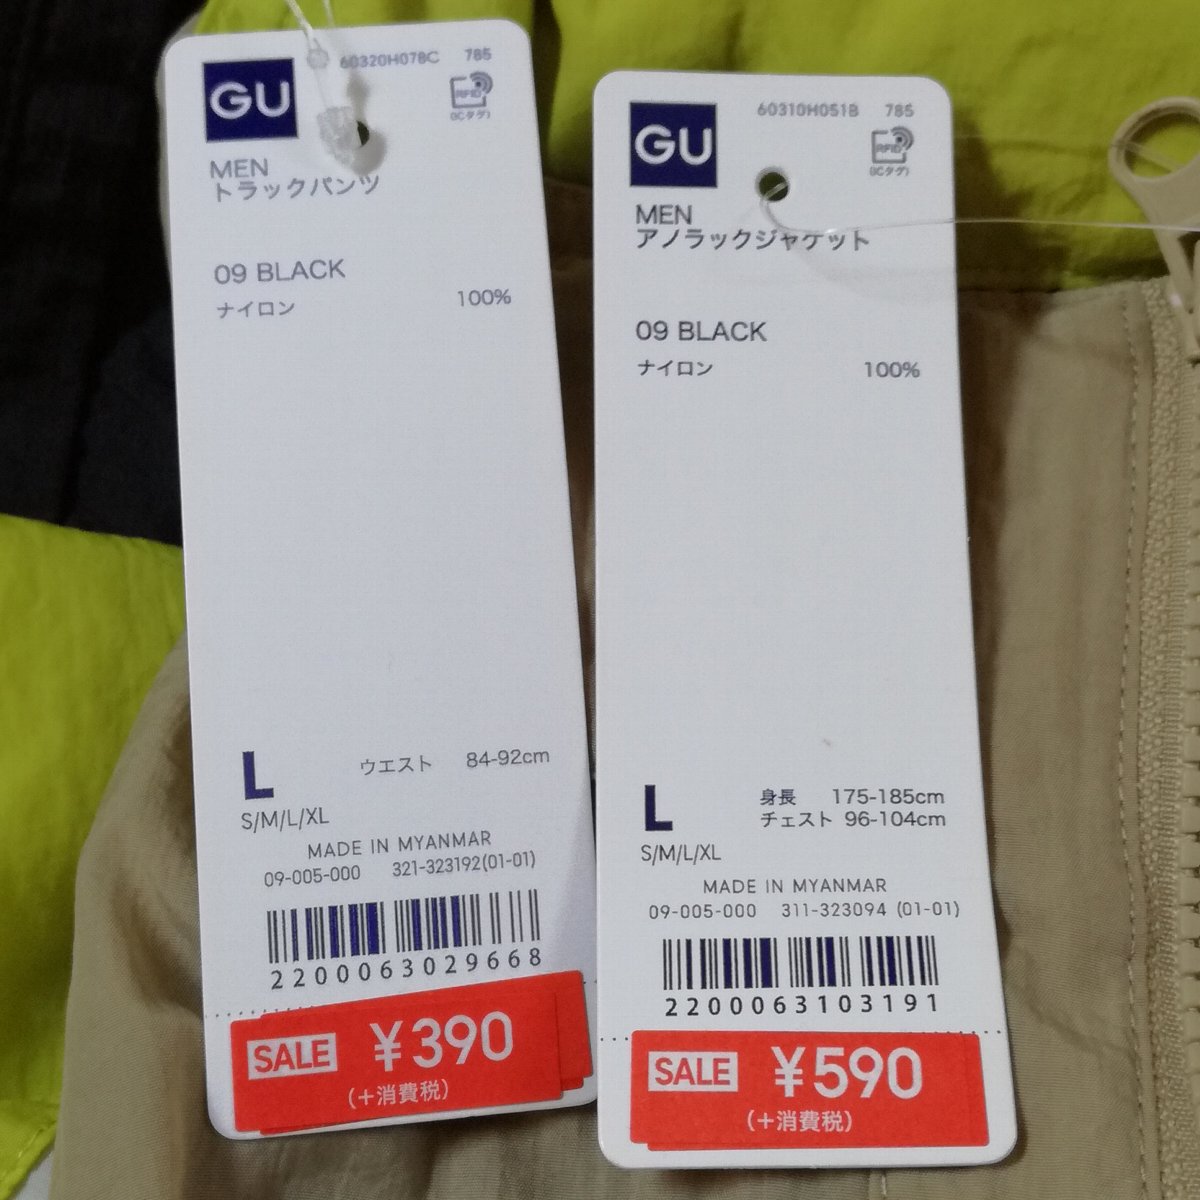 60320H078C 785
GU
RFID
(ICタグ)
MEN
トラックパンツ
09 BLACK
ナイロン 100%
L ウエスト 84-92cm
S/M/L/XL
MADE IN MYANMAR
09-005-000 321-323192(01-01)
2200063029668
SALE ¥390
(+消費税)
60310H051B 785
GU
RFID
(ICタグ)
MEN
アノラックジャケット
09 BLACK
ナイロン 100%
L 身長 175-185cm
チェスト 96-104cm
S/M/L/XL
MADE IN MYANMAR
09-005-000 311-323094 (01-01)
2200063103191
SALE ¥590
(+消費税)